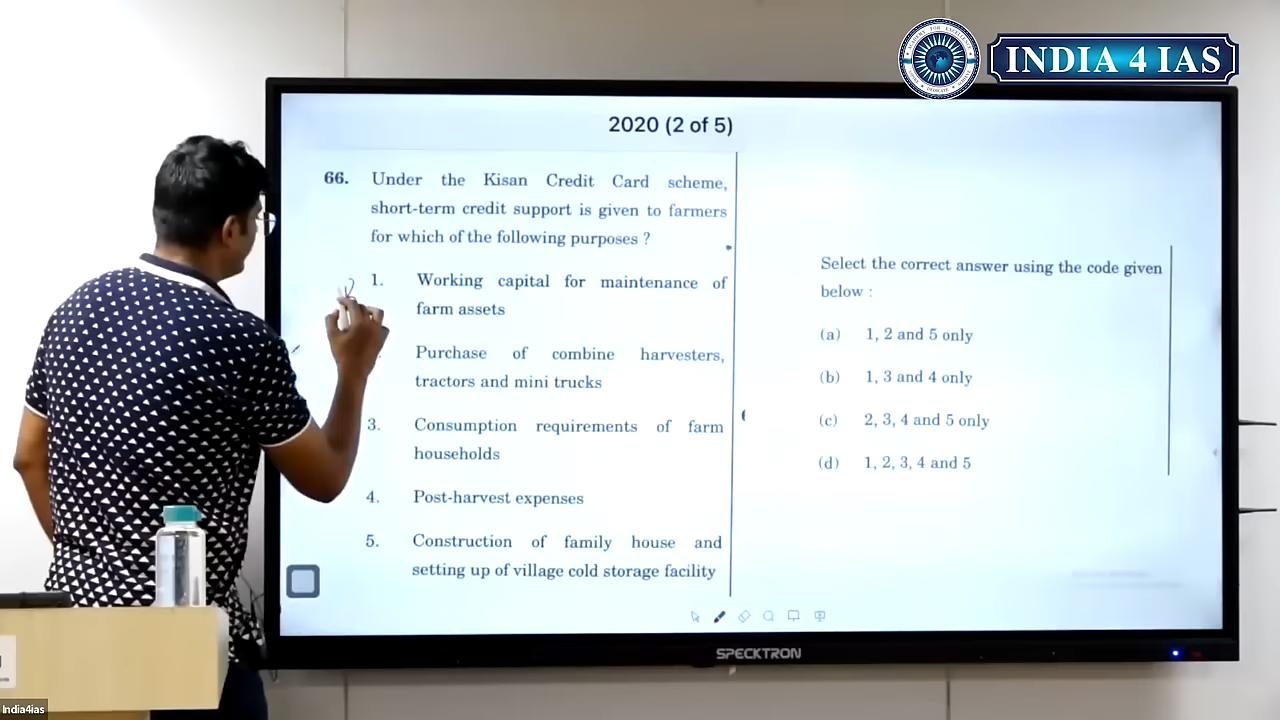 INDIA 4 IAS
2020 (2 of 5)
66. Under the Kisan Credit Card scheme,
short-term credit support is given to farmers
for which of the following purposes ?
1. Working capital for maintenance of
farm assets
Purchase of combine harvesters,
tractors and mini trucks
3. Consumption requirements of farm
households
4. Post-harvest expenses
5. Construction of family house and
setting up of village cold storage facility
Select the correct answer using the code given
below :
(a) 1, 2 and 5 only
(b) 1, 3 and 4 only
(c) 2, 3, 4 and 5 only
(d) 1, 2, 3, 4 and 5
SPECKTRON
India4ias